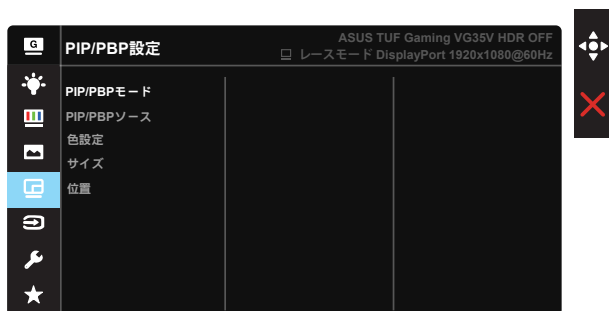 G
PIP/PBP設定
ASUS TUF Gaming VG35V HDR OFF
レースモード DisplayPort 1920x1080@60Hz
PIP/PBPモード
PIP/PBPソース
色設定
サイズ
位置